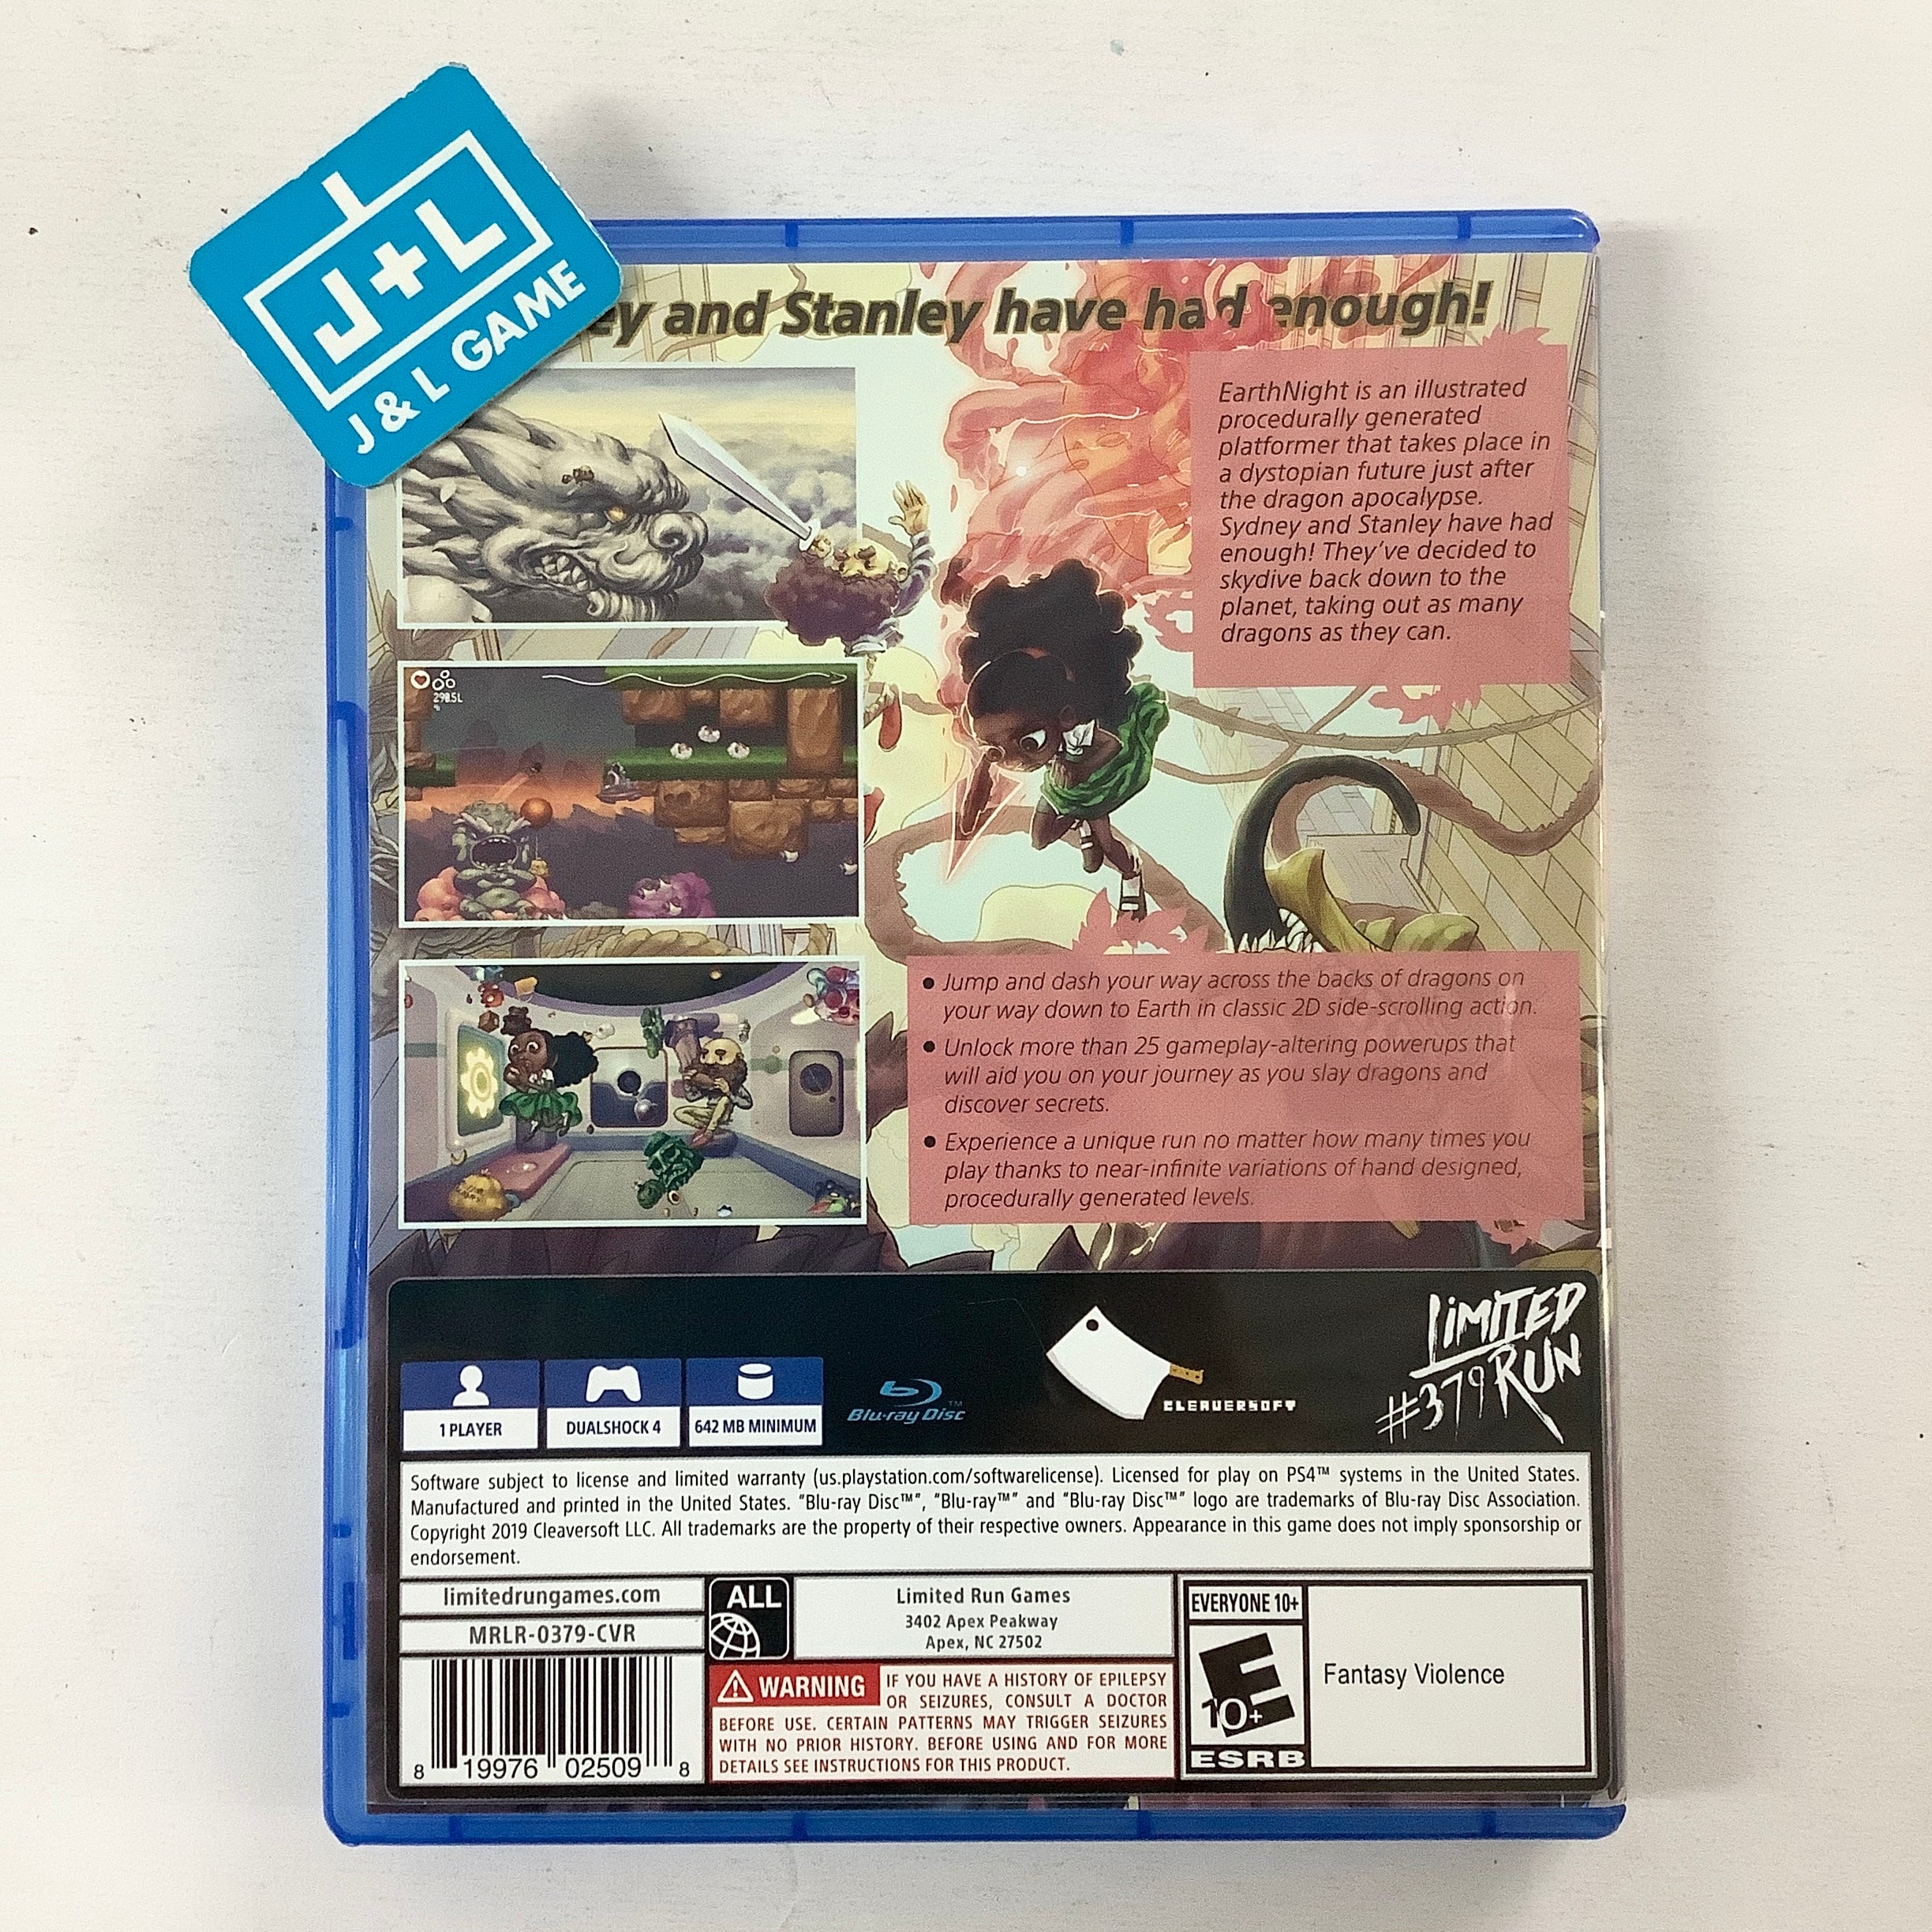 J+L
J & L GAME
ey and Stanley have had enough!
EarthNight is an illustrated
procedurally generated
platformer that takes place in
a dystopian future just after
the dragon apocalypse.
Sydney and Stanley have had
enough! They've decided to
skydive back down to the
planet, taking out as many
dragons as they can.
• Jump and dash your way across the backs of dragons on
your way down to Earth in classic 2D side-scrolling action.
• Unlock more than 25 gameplay-altering powerups that
will aid you on your journey as you slay dragons and
discover secrets.
• Experience a unique run no matter how many times you
play thanks to near-infinite variations of hand designed,
procedurally generated levels.
1 PLAYER
DUALSHOCK 4
642 MB MINIMUM
Blu-ray Disc™
CLEAVERSOFT
LiMITED
RUN
#379
Software subject to license and limited warranty (us.playstation.com/softwarelicense). Licensed for play on PS4™ systems in the United States.
Manufactured and printed in the United States. "Blu-ray Disc™", "Blu-ray™" and "Blu-ray Disc™" logo are trademarks of Blu-ray Disc Association.
Copyright 2019 Cleaversoft LLC. All trademarks are the property of their respective owners. Appearance in this game does not imply sponsorship or
endorsement.
limitedrungames.com
MRLR-0379-CVR
8 19976 02509 8
ALL
Limited Run Games
3402 Apex Peakway
Apex, NC 27502
WARNING IF YOU HAVE A HISTORY OF EPILEPSY
OR SEIZURES, CONSULT A DOCTOR
BEFORE USE. CERTAIN PATTERNS MAY TRIGGER SEIZURES
WITH NO PRIOR HISTORY. BEFORE USING AND FOR MORE
DETAILS SEE INSTRUCTIONS FOR THIS PRODUCT.
EVERYONE 10+
E
10+
ESRB
Fantasy Violence